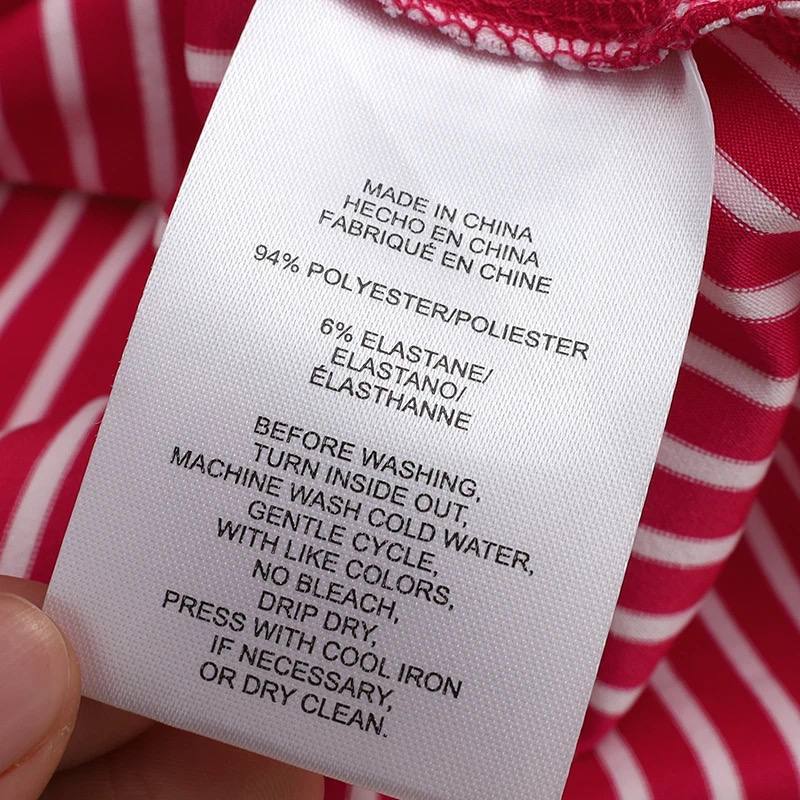 MADE IN CHINA
HECHO EN CHINA
FABRIQUÉ EN CHINE
94% POLYESTER/POLIESTER
6% ELASTANE/
ELASTANO/
ÉLASTHANNE
BEFORE WASHING,
TURN INSIDE OUT,
MACHINE WASH COLD WATER,
GENTLE CYCLE,
WITH LIKE COLORS,
NO BLEACH,
DRIP DRY,
PRESS WITH COOL IRON
IF NECESSARY,
OR DRY CLEAN.